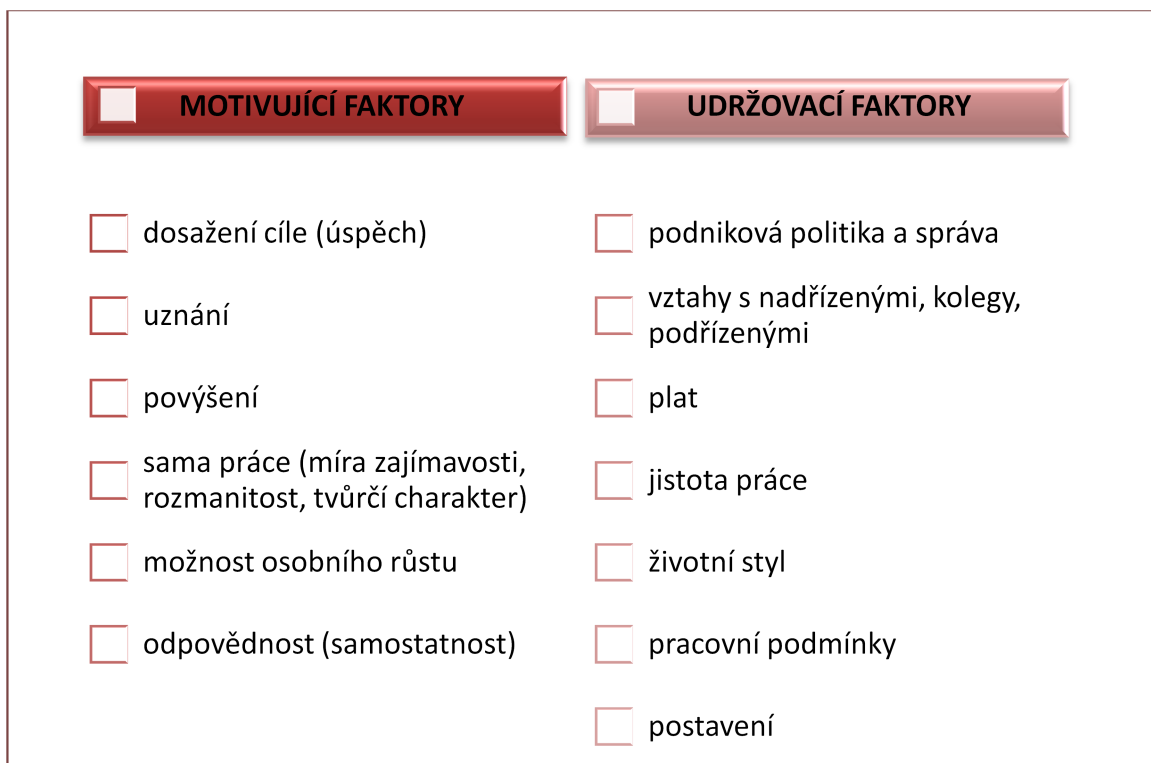 MOTIVUJÍCÍ FAKTORY
dosažení cíle (úspěch)
uznání
povýšení
sama práce (míra zajímavosti,
rozmanitost, tvůrčí charakter)
možnost osobního růstu
odpovědnost (samostatnost)
UDRŽOVACÍ FAKTORY
podniková politika a správa
vztahy s nadřízenými, kolegy,
podřízenými
plat
jistota práce
životní styl
pracovní podmínky
postavení